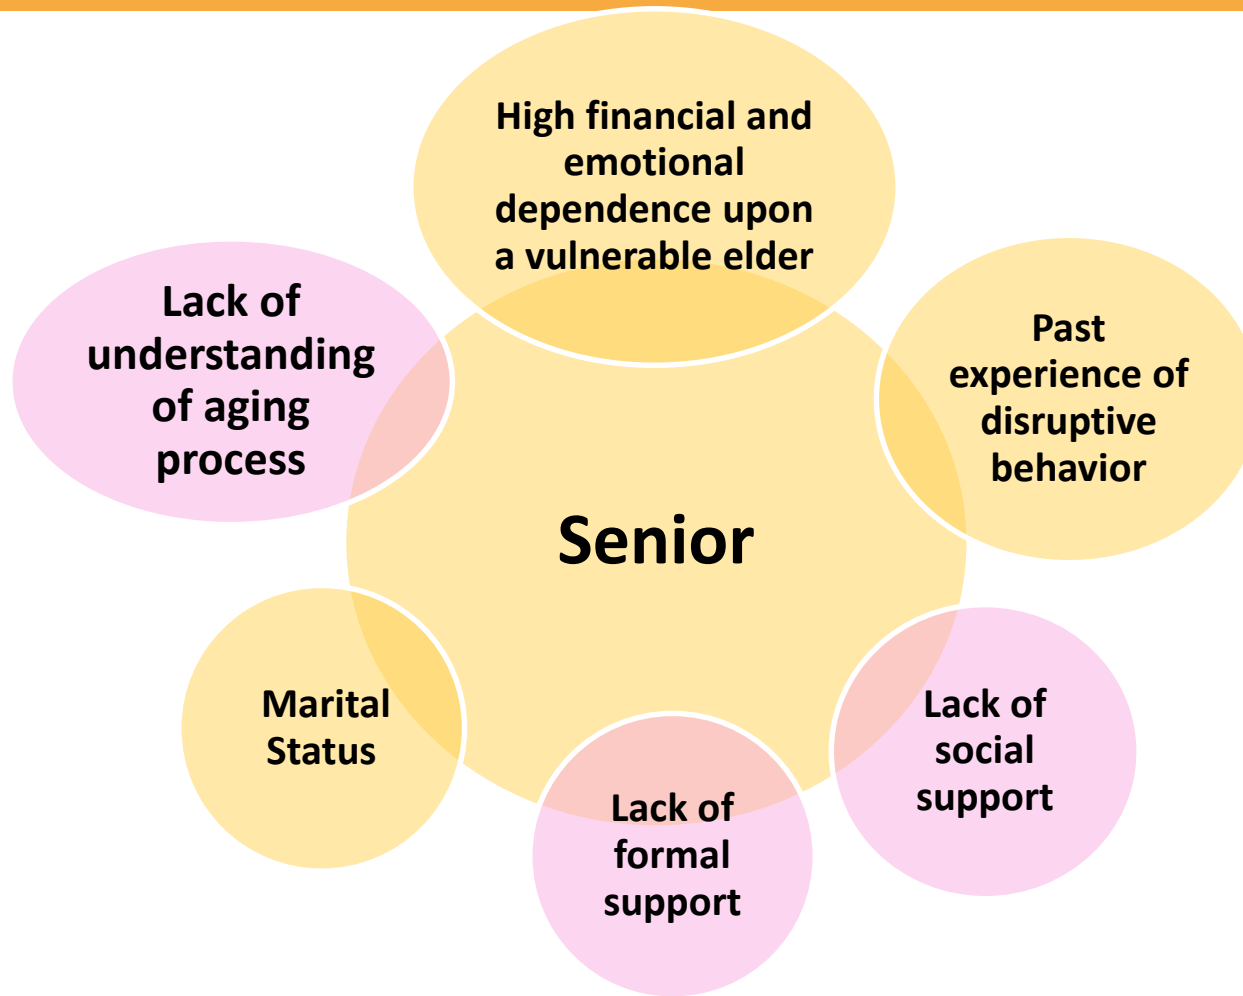 High financial and
emotional
dependence upon
a vulnerable elder
Past
experience of
disruptive
behavior
Lack of
social
support
Lack of
formal
support
Marital
Status
Lack of
understanding
of aging
process
Senior